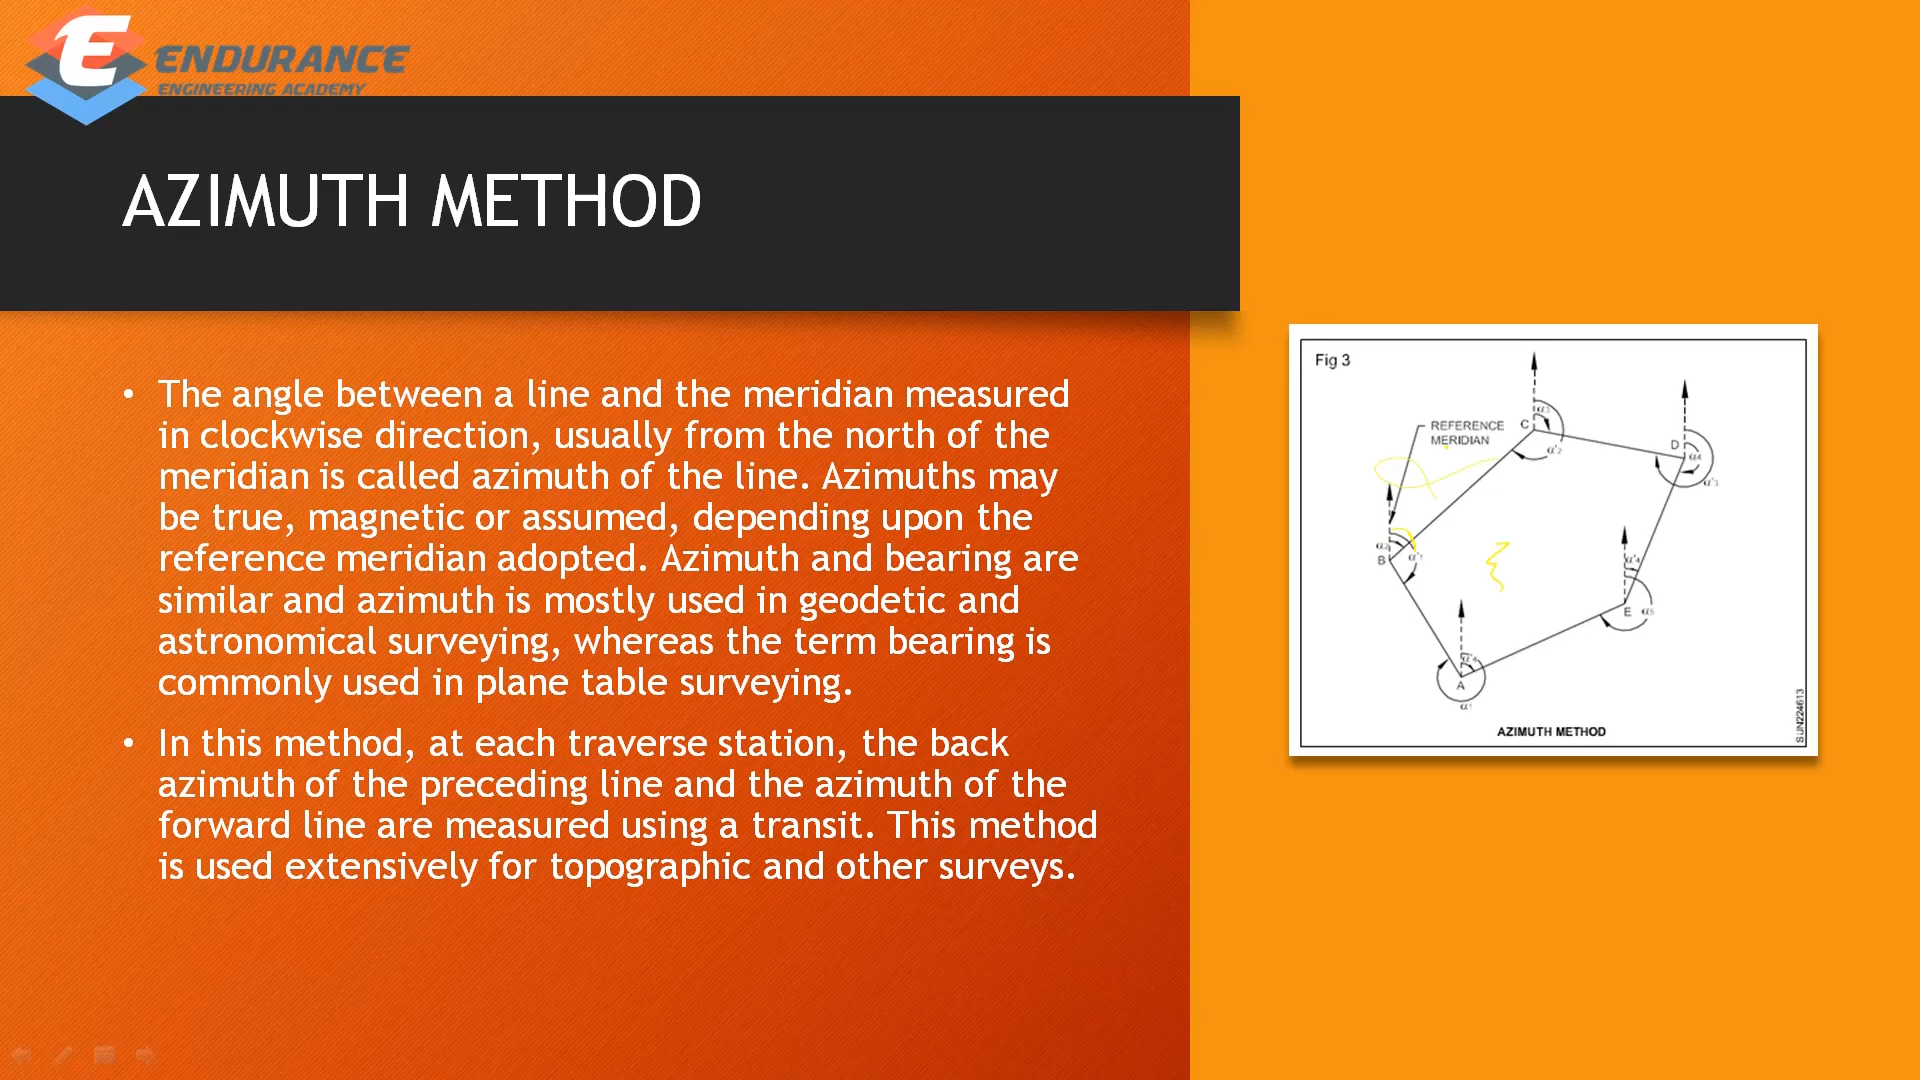 ENDURANCE
ENGINEERING ACADEMY
AZIMUTH METHOD
• The angle between a line and the meridian measured
in clockwise direction, usually from the north of the
meridian is called azimuth of the line. Azimuths may
be true, magnetic or assumed, depending upon the
reference meridian adopted. Azimuth and bearing are
similar and azimuth is mostly used in geodetic and
astronomical surveying, whereas the term bearing is
commonly used in plane table surveying.
• In this method, at each traverse station, the back
azimuth of the preceding line and the azimuth of the
forward line are measured using a transit. This method
is used extensively for topographic and other surveys.
Fig 3
REFERENCE
MERIDIAN
C
D
B
E
A
AZIMUTH METHOD
SUN224613